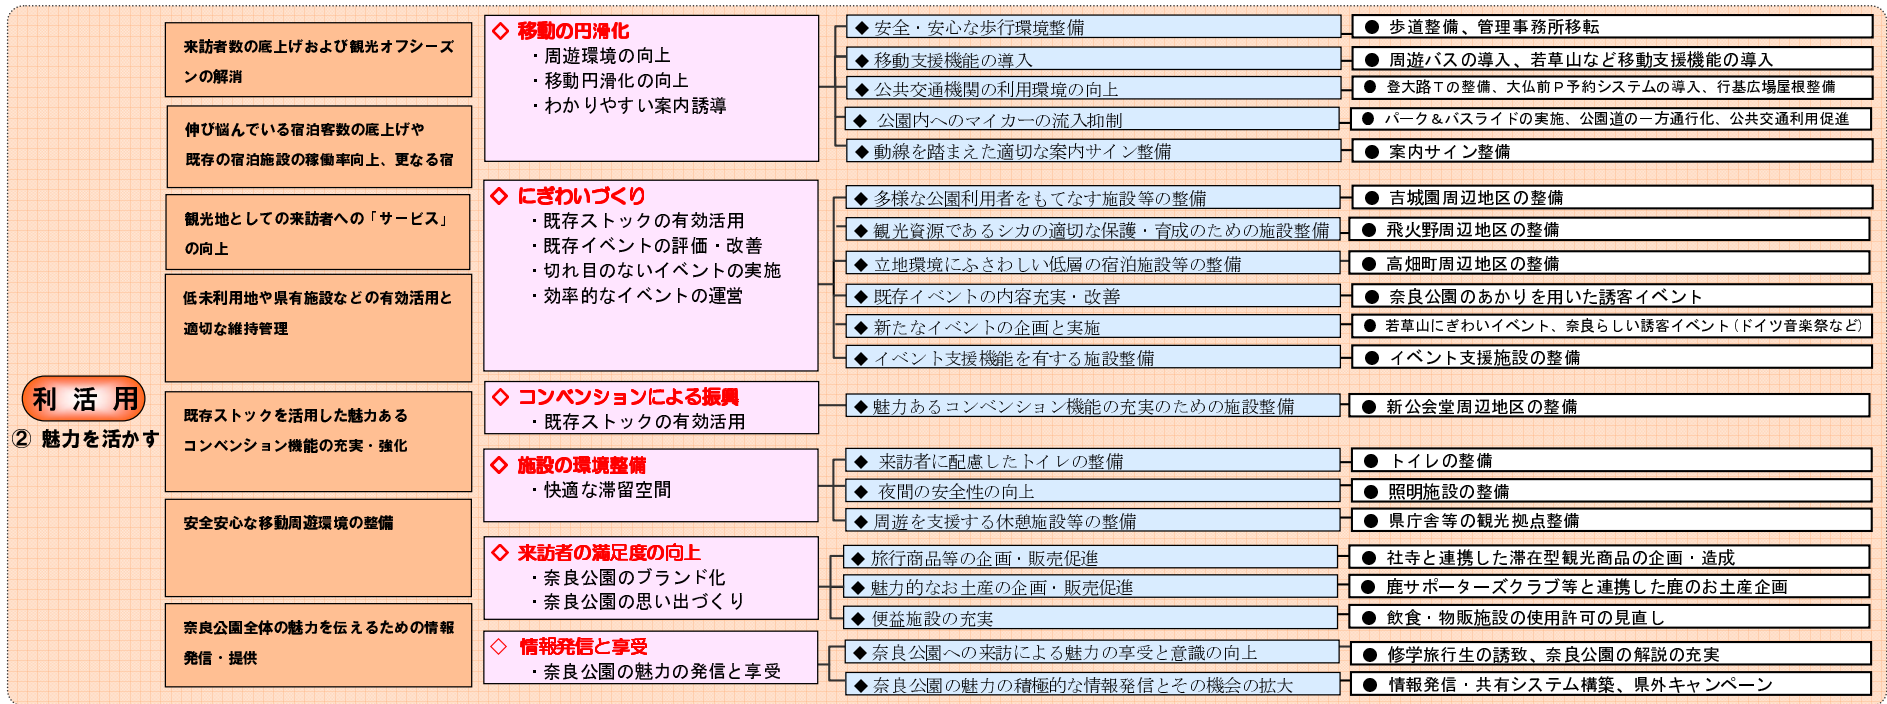 利 活 用
② 魅力を活かす
来訪者数の底上げおよび観光オフシーズ
ンの解消
伸び悩んでいる宿泊客数の底上げや
既存の宿泊施設の稼働率向上、更なる宿
観光地としての来訪者への「サービス」
の向上
低未利用地や県有施設などの有効活用と
適切な維持管理
既存ストックを活用した魅力ある
コンベンション機能の充実・強化
安全安心な移動周遊環境の整備
奈良公園全体の魅力を伝えるための情報
発信・提供
◇ 移動の円滑化
・周遊環境の向上
・移動円滑化の向上
・わかりやすい案内誘導
◇ にぎわいづくり
・既存ストックの有効活用
・既存イベントの評価・改善
・切れ目のないイベントの実施
・効率的なイベントの運営
◇ コンベンションによる振興
・既存ストックの有効活用
◇ 施設の環境整備
・快適な滞留空間
◇ 来訪者の満足度の向上
・奈良公園のブランド化
・奈良公園の思い出づくり
◇ 情報発信と享受
・奈良公園の魅力の発信と享受
◆ 安全・安心な歩行環境整備
◆ 移動支援機能の導入
◆ 公共交通機関の利用環境の向上
◆ 公園内へのマイカーの流入抑制
◆ 動線を踏まえた適切な案内サイン整備
◆ 多様な公園利用者をもてなす施設等の整備
◆ 観光資源であるシカの適切な保護・育成のための施設整備
◆ 立地環境にふさわしい低層の宿泊施設等の整備
◆ 既存イベントの内容充実・改善
◆ 新たなイベントの企画と実施
◆ イベント支援機能を有する施設整備
◆ 魅力あるコンベンション機能の充実のための施設整備
◆ 来訪者に配慮したトイレの整備
◆ 夜間の安全性の向上
◆ 周遊を支援する休憩施設等の整備
◆ 旅行商品等の企画・販売促進
◆ 魅力的なお土産の企画・販売促進
◆ 便益施設の充実
◆ 奈良公園への来訪による魅力の享受と意識の向上
◆ 奈良公園の魅力の積極的な情報発信とその機会の拡大
● 歩道整備、管理事務所移転
● 周遊バスの導入、若草山など移動支援機能の導入
● 登大路Tの整備、大仏前P予約システムの導入、行基広場屋根整備
● パーク＆バスライドの実施、公園道の一方通行化、公共交通利用促進
● 案内サイン整備
● 吉城園周辺地区の整備
● 飛火野周辺地区の整備
● 高畑町周辺地区の整備
● 奈良公園のあかりを用いた誘客イベント
● 若草山にぎわいイベント、奈良らしい誘客イベント(ドイツ音楽祭など)
● イベント支援施設の整備
● 新公会堂周辺地区の整備
● トイレの整備
● 照明施設の整備
● 県庁舎等の観光拠点整備
● 社寺と連携した滞在型観光商品の企画・造成
● 鹿サポーターズクラブ等と連携した鹿のお土産企画
● 飲食・物販施設の使用許可の見直し
● 修学旅行生の誘致、奈良公園の解説の充実
● 情報発信・共有システム構築、県外キャンペーン